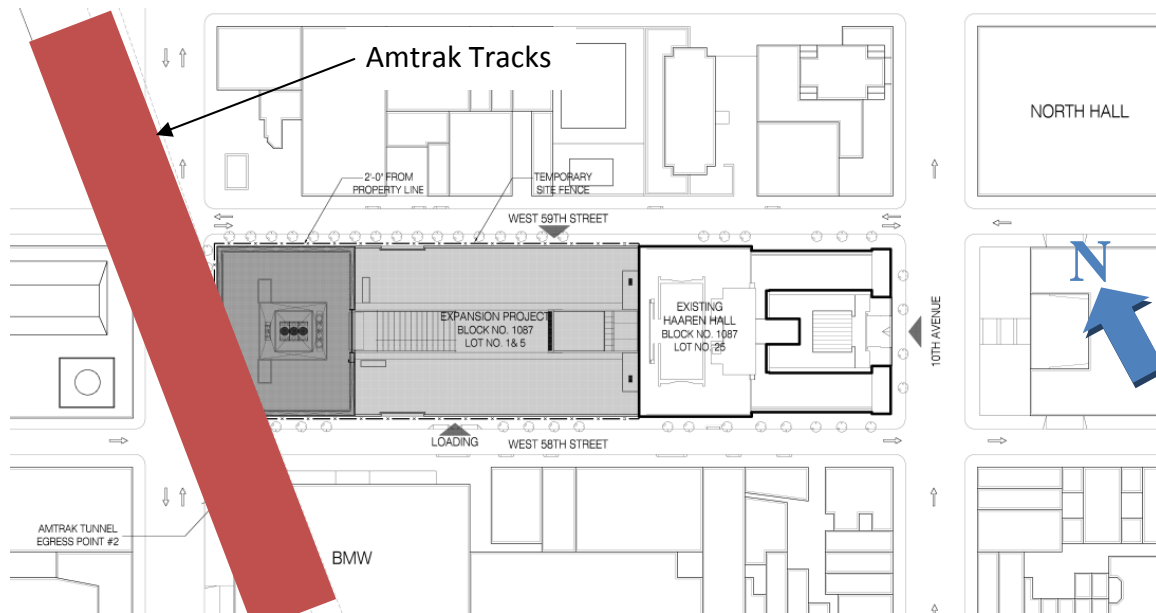 Amtrak Tracks
NORTH HALL
2'-0" FROM
PROPERTY LINE
TEMPORARY
SITE FENCE
WEST 59TH STREET
N
EXPANSION PROJECT
BLOCK NO. 1087
LOT NO. 1& 5
EXISTING
HAAREN HALL
BLOCK NO. 1087
LOT NO. 25
10TH AVENUE
LOADING
WEST 58TH STREET
AMTRAK TUNNEL
EGRESS POINT #2
BMW